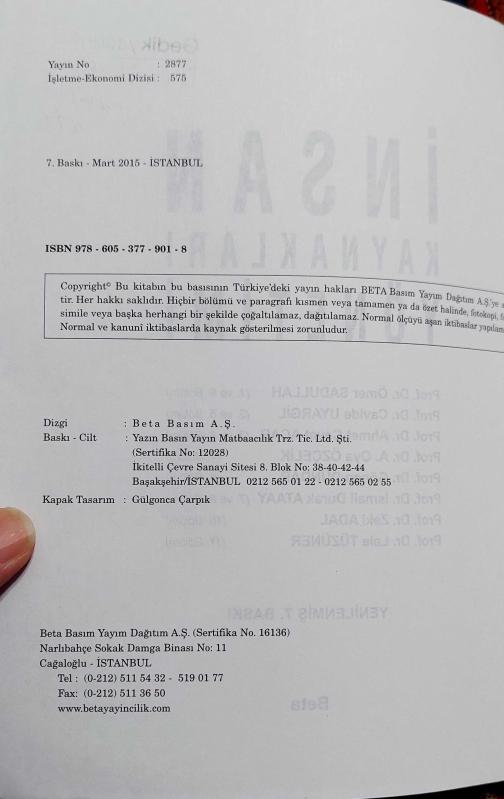 Yayın No : 2877
İşletme-Ekonomi Dizisi : 575
7. Baskı - Mart 2015 - İSTANBUL
ISBN 978 - 605 - 377 - 901 - 8
Copyright© Bu kitabın bu basısının Türkiye'deki yayın hakları BETA Basım Yayım Dağıtım A.Ş.'ye
tir. Her hakkı saklıdır. Hiçbir bölümü ve paragrafı kısmen veya tamamen ya da özet halinde, fotokopi,
simile veya başka herhangi bir şekilde çoğaltılamaz, dağıtılamaz. Normal ölçüyü aşan iktibaslar
Normal ve kanunî iktibaslarda kaynak gösterilmesi zorunludur.
Dizgi : Beta Basım A.Ş.
Baskı - Cilt : Yazın Basın Yayın Matbaacılık Trz. Tic. Ltd. Şti.
(Sertifika No: 12028)
İkitelli Çevre Sanayi Sitesi 8. Blok No: 38-40-42-44
Başakşehir/İSTANBUL 0212 565 01 22 - 0212 565 02 55
Kapak Tasarım : Gülgonca Çarpık
Beta Basım Yayım Dağıtım A.Ş. (Sertifika No. 16136)
Narlıbahçe Sokak Damga Binası No: 11
Cağaloğlu - İSTANBUL
Tel : (0-212) 511 54 32 - 519 01 77
Fax: (0-212) 511 36 50
www.betayayincilik.com